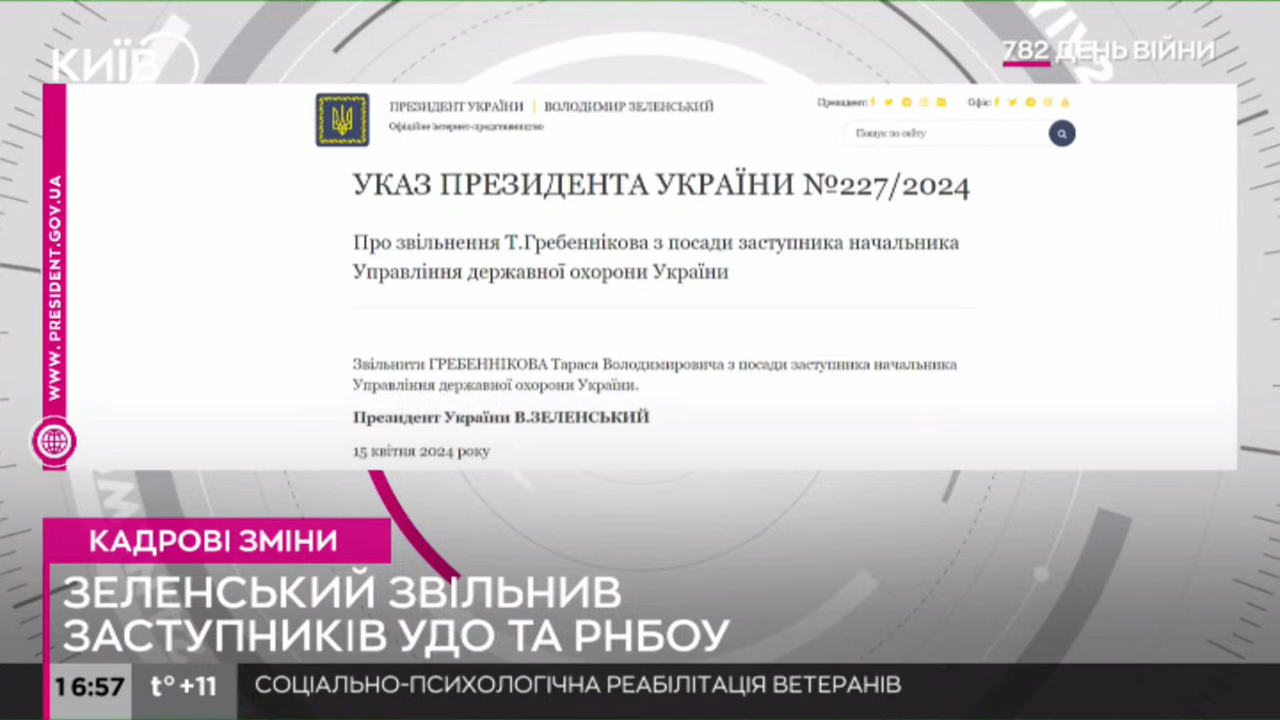 КИЇВ
782 ДЕНЬ ВІЙНИ
ПРЕЗИДЕНТ УКРАЇНИ | ВОЛОДИМИР ЗЕЛЕНСЬКИЙ
Офіційне інтернет-представництво
Президент:
Офіс:
Пошук по сайту
WWW.PRESIDENT.GOV.UA
УКАЗ ПРЕЗИДЕНТА УКРАЇНИ №227/2024
Про звільнення Т.Гребеннікова з посади заступника начальника
Управління державної охорони України
Звільнити ГРЕБЕННІКОВА Тараса Володимировича з посади заступника начальника
Управління державної охорони України.
Президент України В.ЗЕЛЕНСЬКИЙ
15 квітня 2024 року
КАДРОВІ ЗМІНИ
ЗЕЛЕНСЬКИЙ ЗВІЛЬНИВ
ЗАСТУПНИКІВ УДО ТА РНБОУ
16:57 t° +11 СОЦІАЛЬНО-ПСИХОЛОГІЧНА РЕАБІЛІТАЦІЯ ВЕТЕРАНІВ